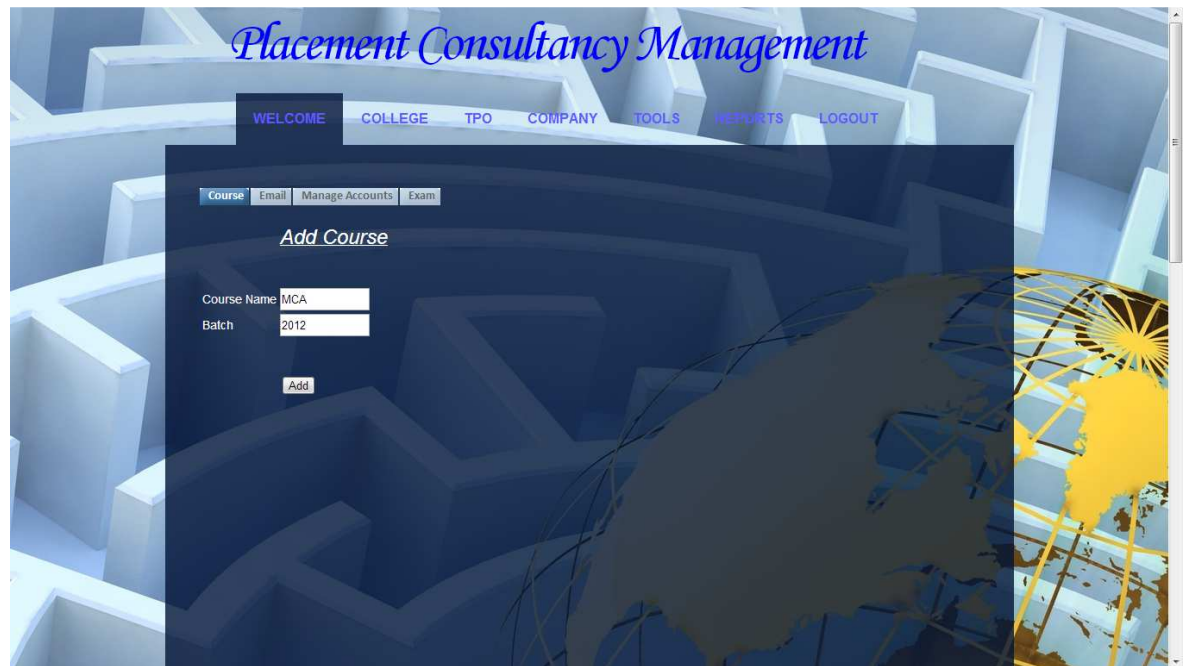 Placement Consultancy Management
WELCOME COLLEGE TPO COMPANY TOOLS REPORTS LOGOUT
Course Email Manage Accounts Exam
Add Course
Course Name MCA
Batch 2012
Add